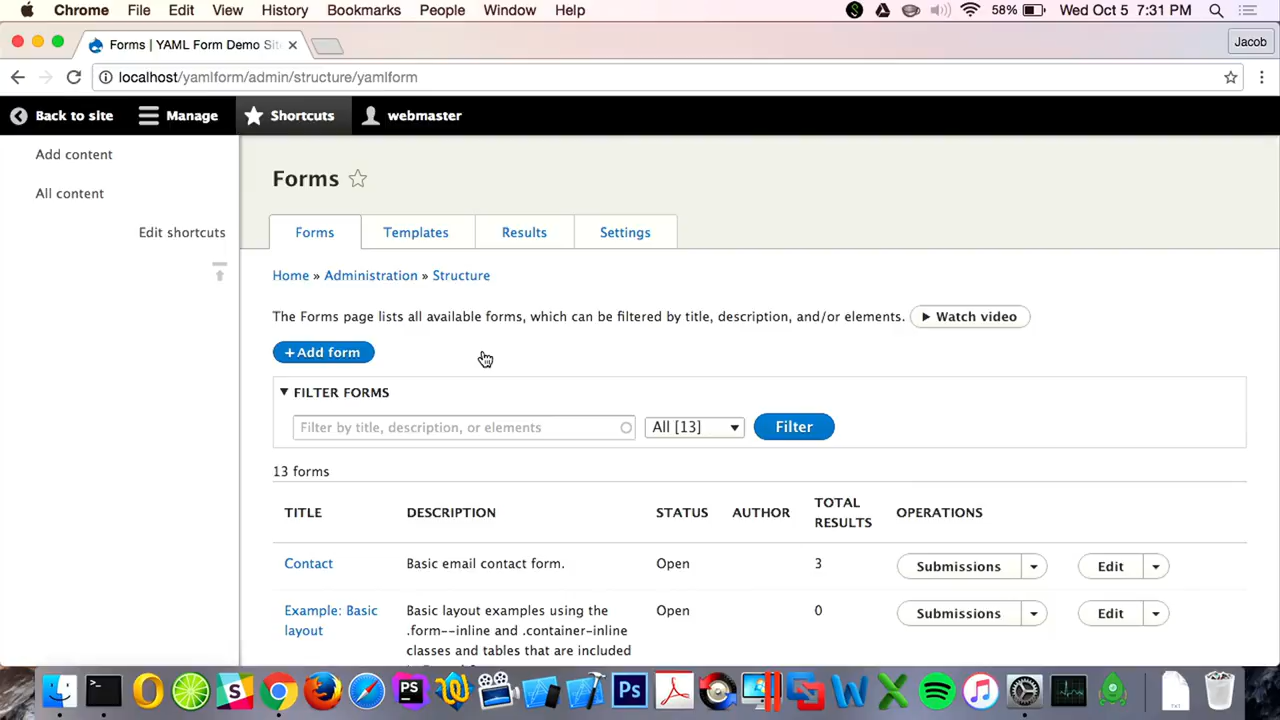 Chrome File Edit View History Bookmarks People Window Help 58% Wed Oct 5 7:31 PM
Forms | YAML Form Demo Sit Jacob
localhost/yamlform/admin/structure/yamlform
Back to site Manage Shortcuts webmaster
Add content
All content
Edit shortcuts
Forms
Forms Templates Results Settings
Home » Administration » Structure
The Forms page lists all available forms, which can be filtered by title, description, and/or elements. Watch video
+Add form
FILTER FORMS
Filter by title, description, or elements All [13] Filter
13 forms
TITLE DESCRIPTION STATUS AUTHOR TOTAL RESULTS OPERATIONS
Contact Basic email contact form. Open 3 Submissions Edit
Example: Basic layout Basic layout examples using the Open 0 Submissions Edit
.form--inline and .container-inline
classes and tables that are included